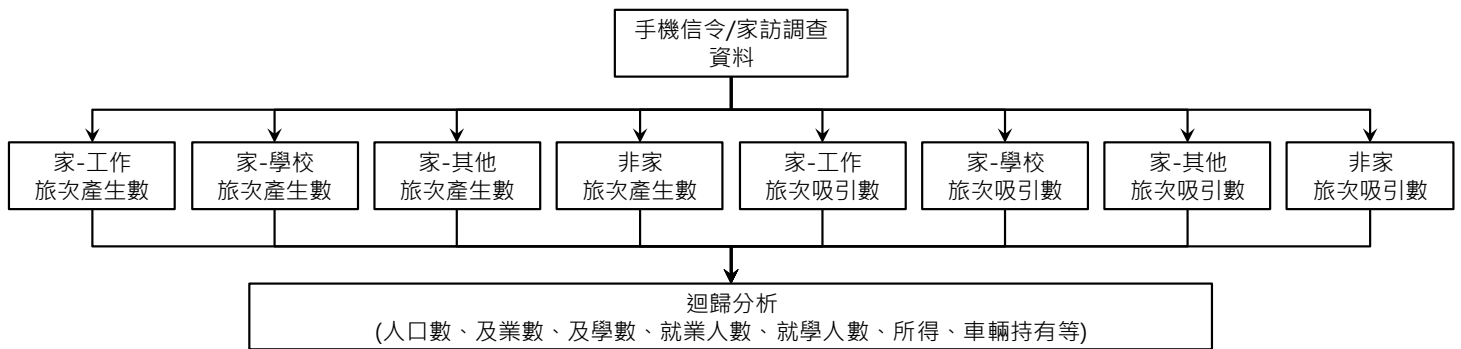 手機信令/家訪調查
資料
家-工作
旅次產生數
家-學校
旅次產生數
家-其他
旅次產生數
非家
旅次產生數
家-工作
旅次吸引數
家-學校
旅次吸引數
家-其他
旅次吸引數
非家
旅次吸引數
迴歸分析
(人口數、及業數、及學數、就業人數、就學人數、所得、車輛持有等)